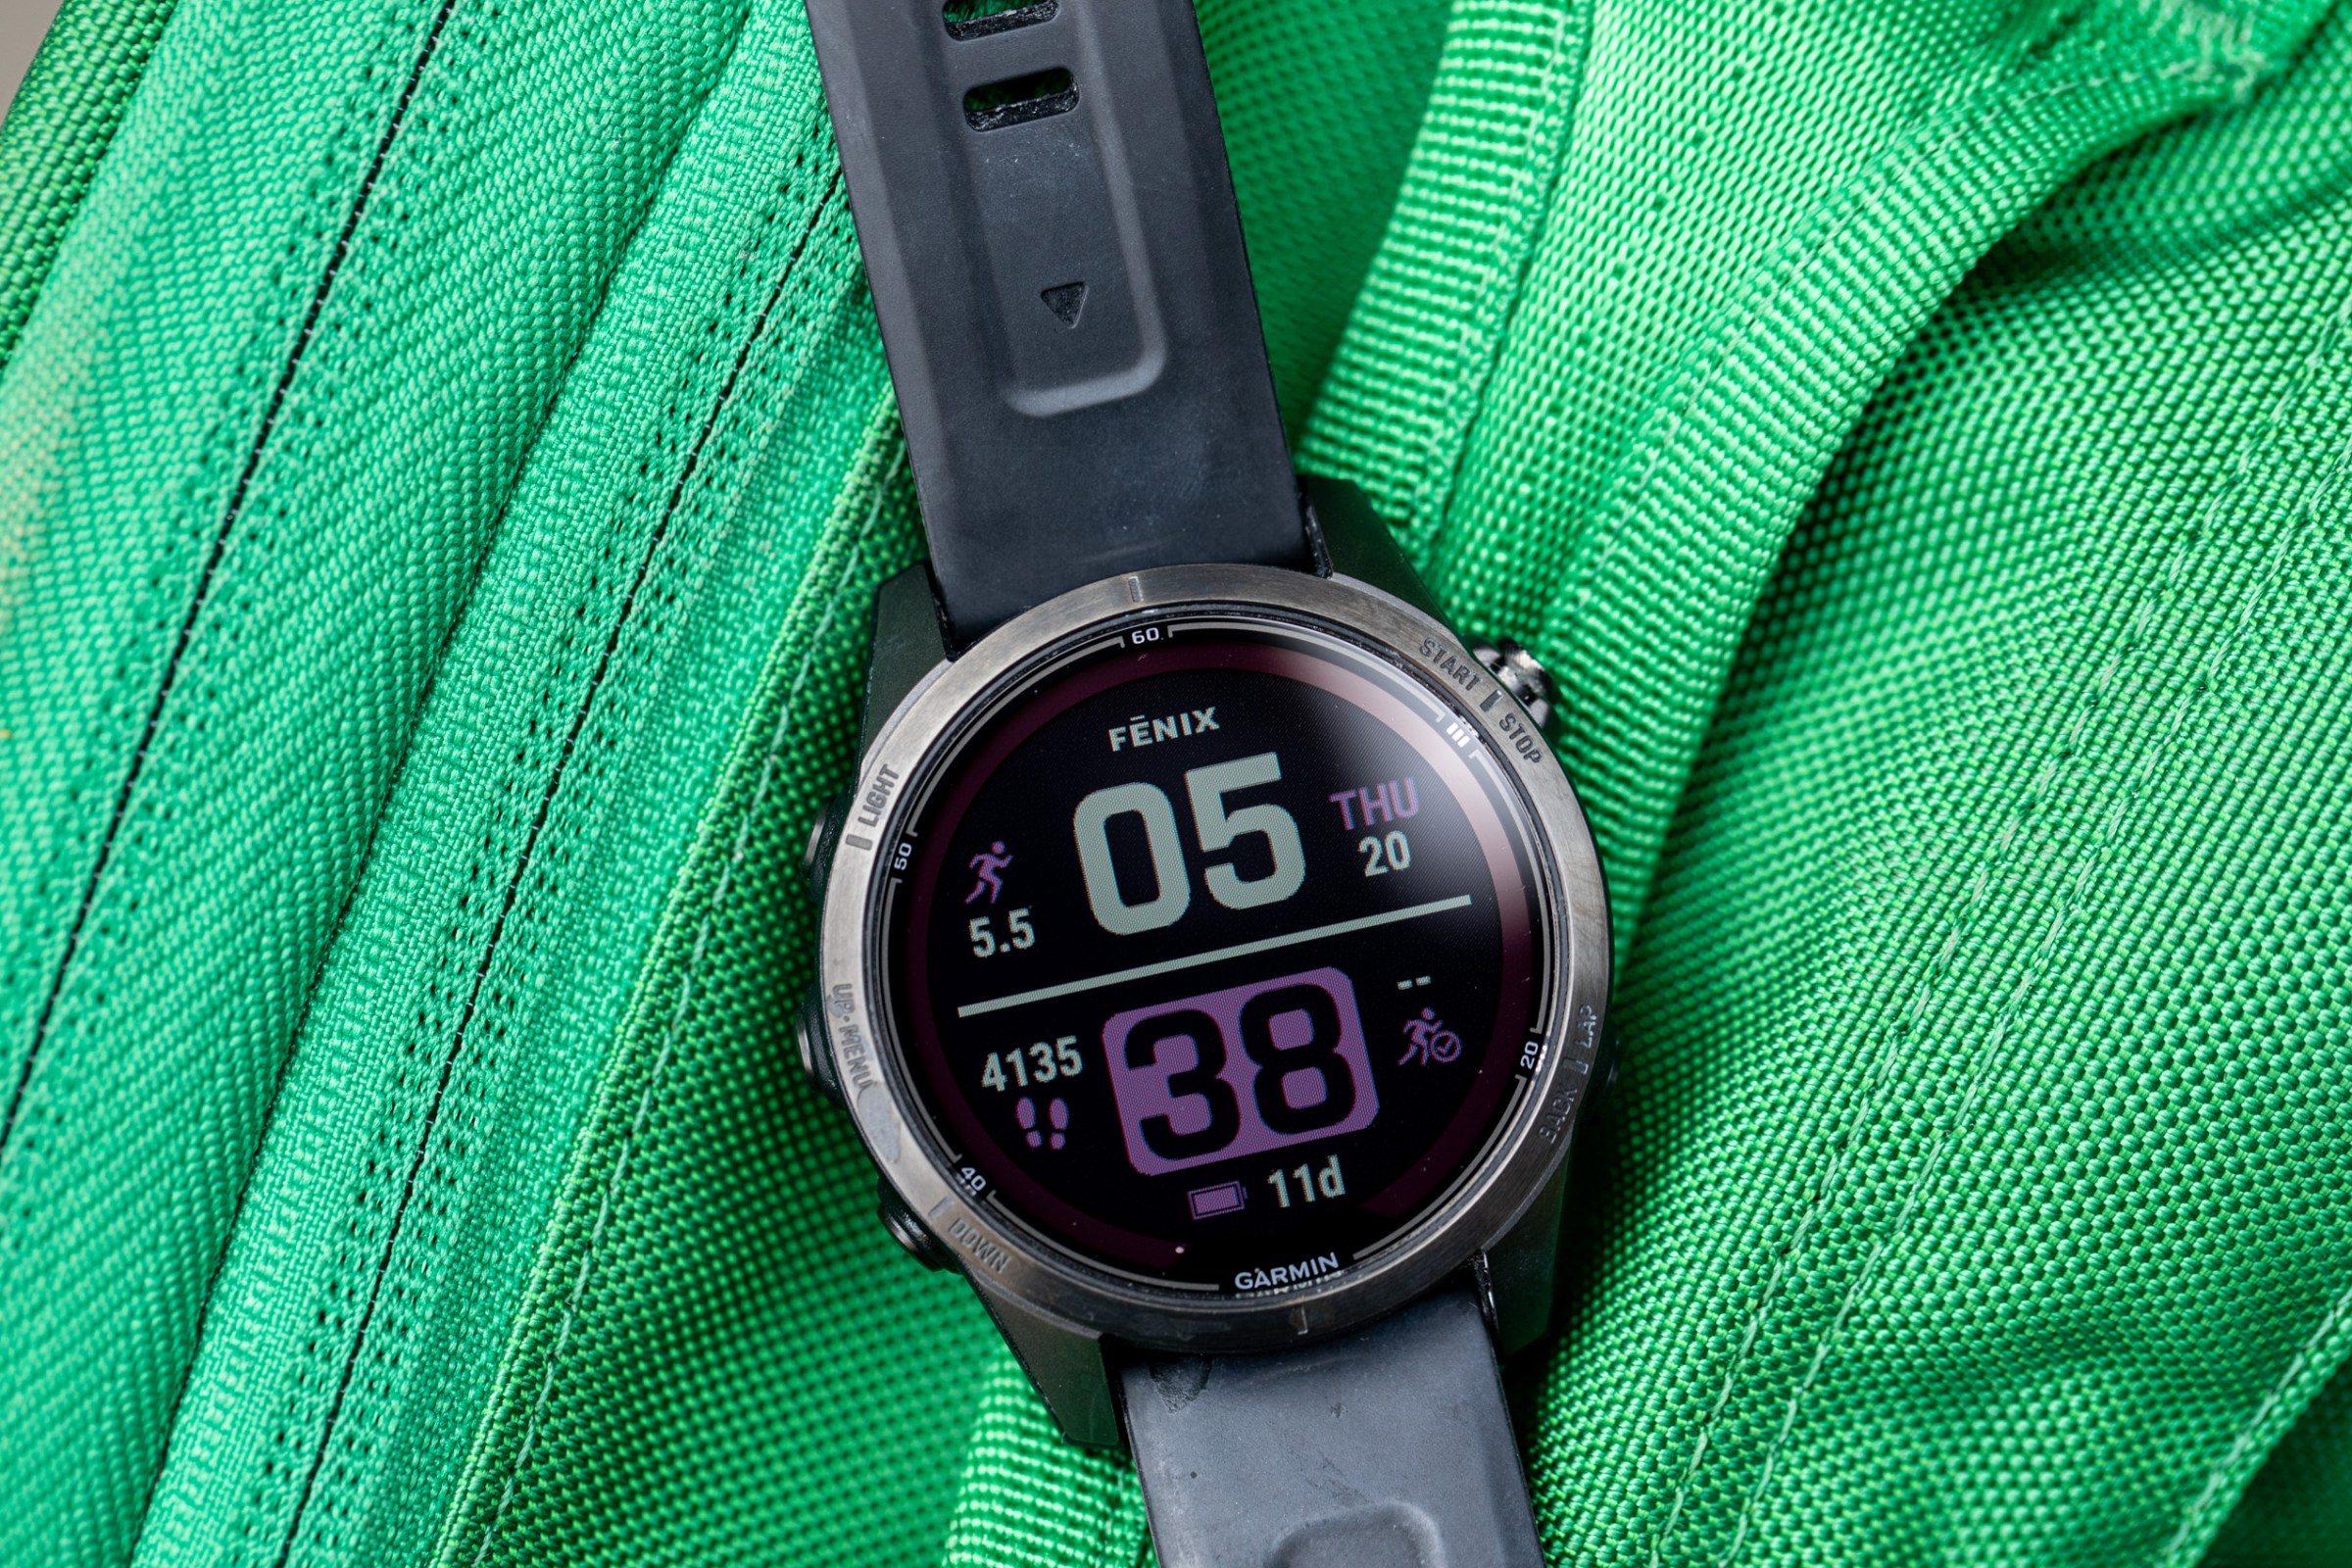 60
START STOP
FĒNIX
LIGHT
05
THU
20
50
5.5
UP·MENU
4135
38
--
20
BACK LAP
40
11d
DOWN
GARMIN